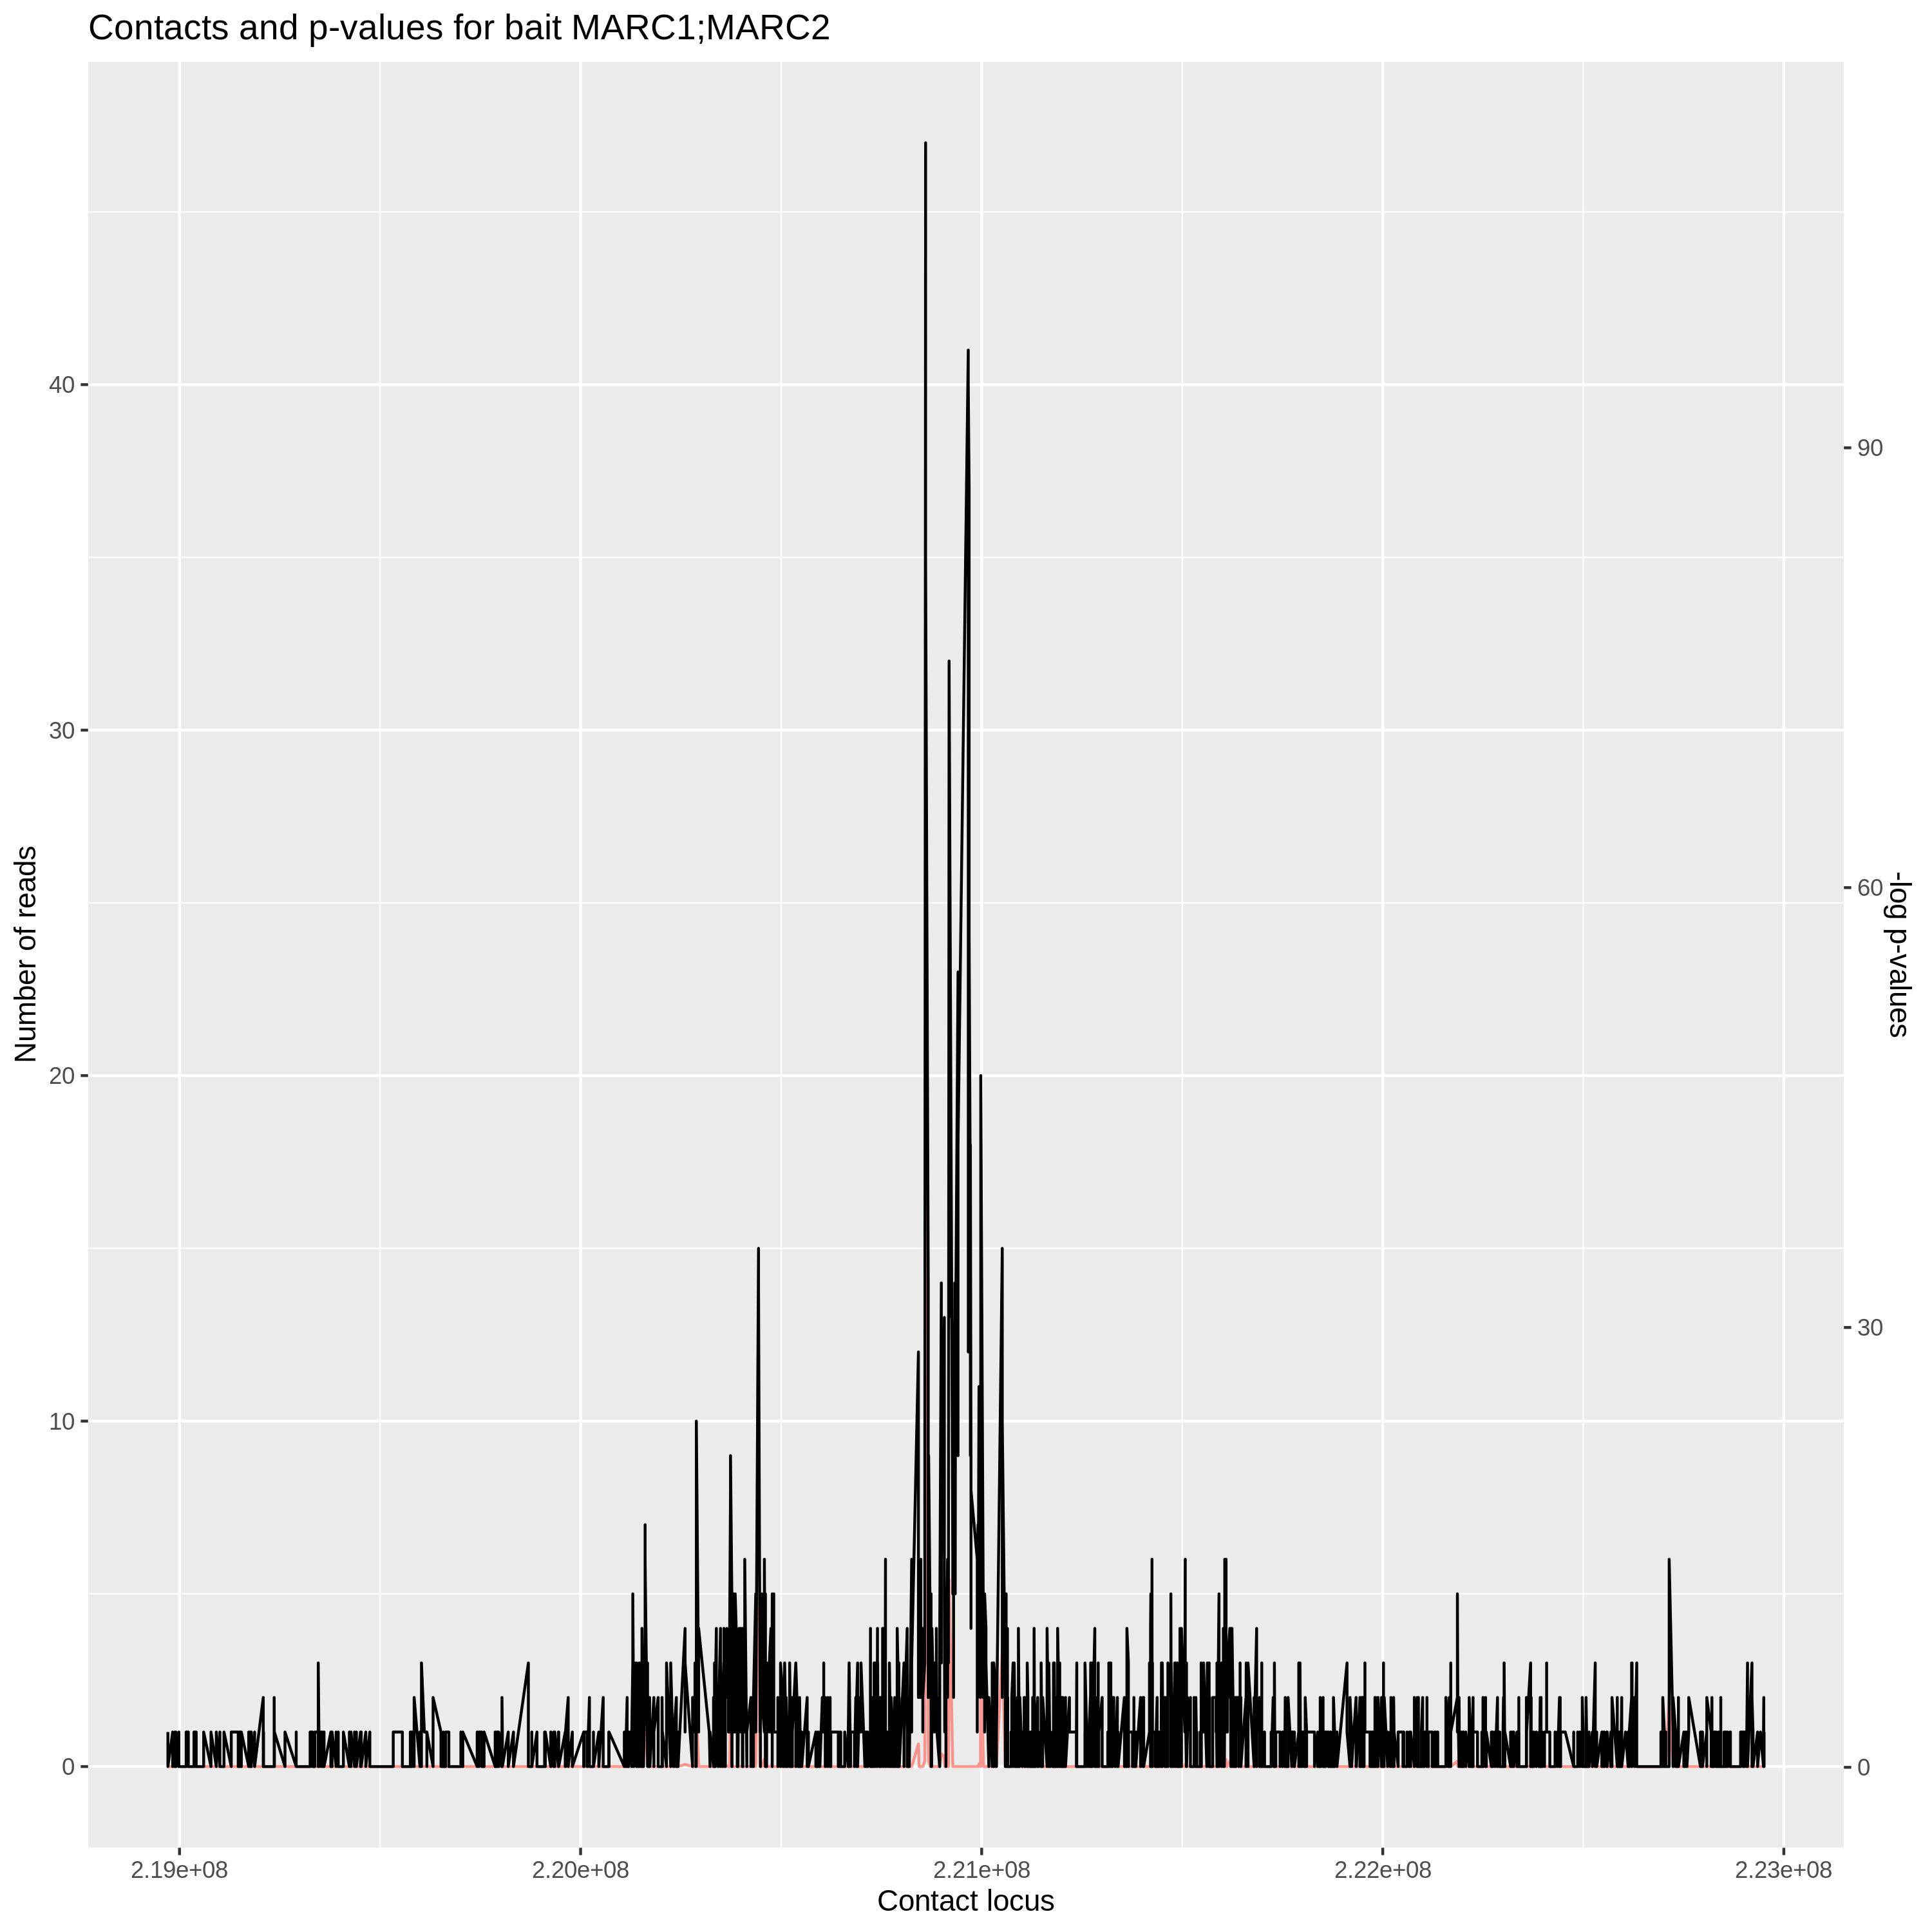 Contacts and p-values for bait MARC1;MARC2
Number of reads
40
30
20
10
0
90
60
30
0
-log p-values
2.19e+08
2.20e+08
2.21e+08
2.22e+08
2.23e+08
Contact locus